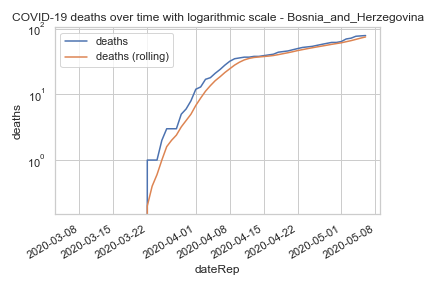 COVID-19 deaths over time with logarithmic scale - Bosnia_and_Herzegovina
deaths
deaths (rolling)
10²
10¹
10⁰
deaths
2020-03-08
2020-03-15
2020-03-22
2020-04-01
2020-04-08
2020-04-15
2020-04-22
2020-05-01
2020-05-08
dateRep